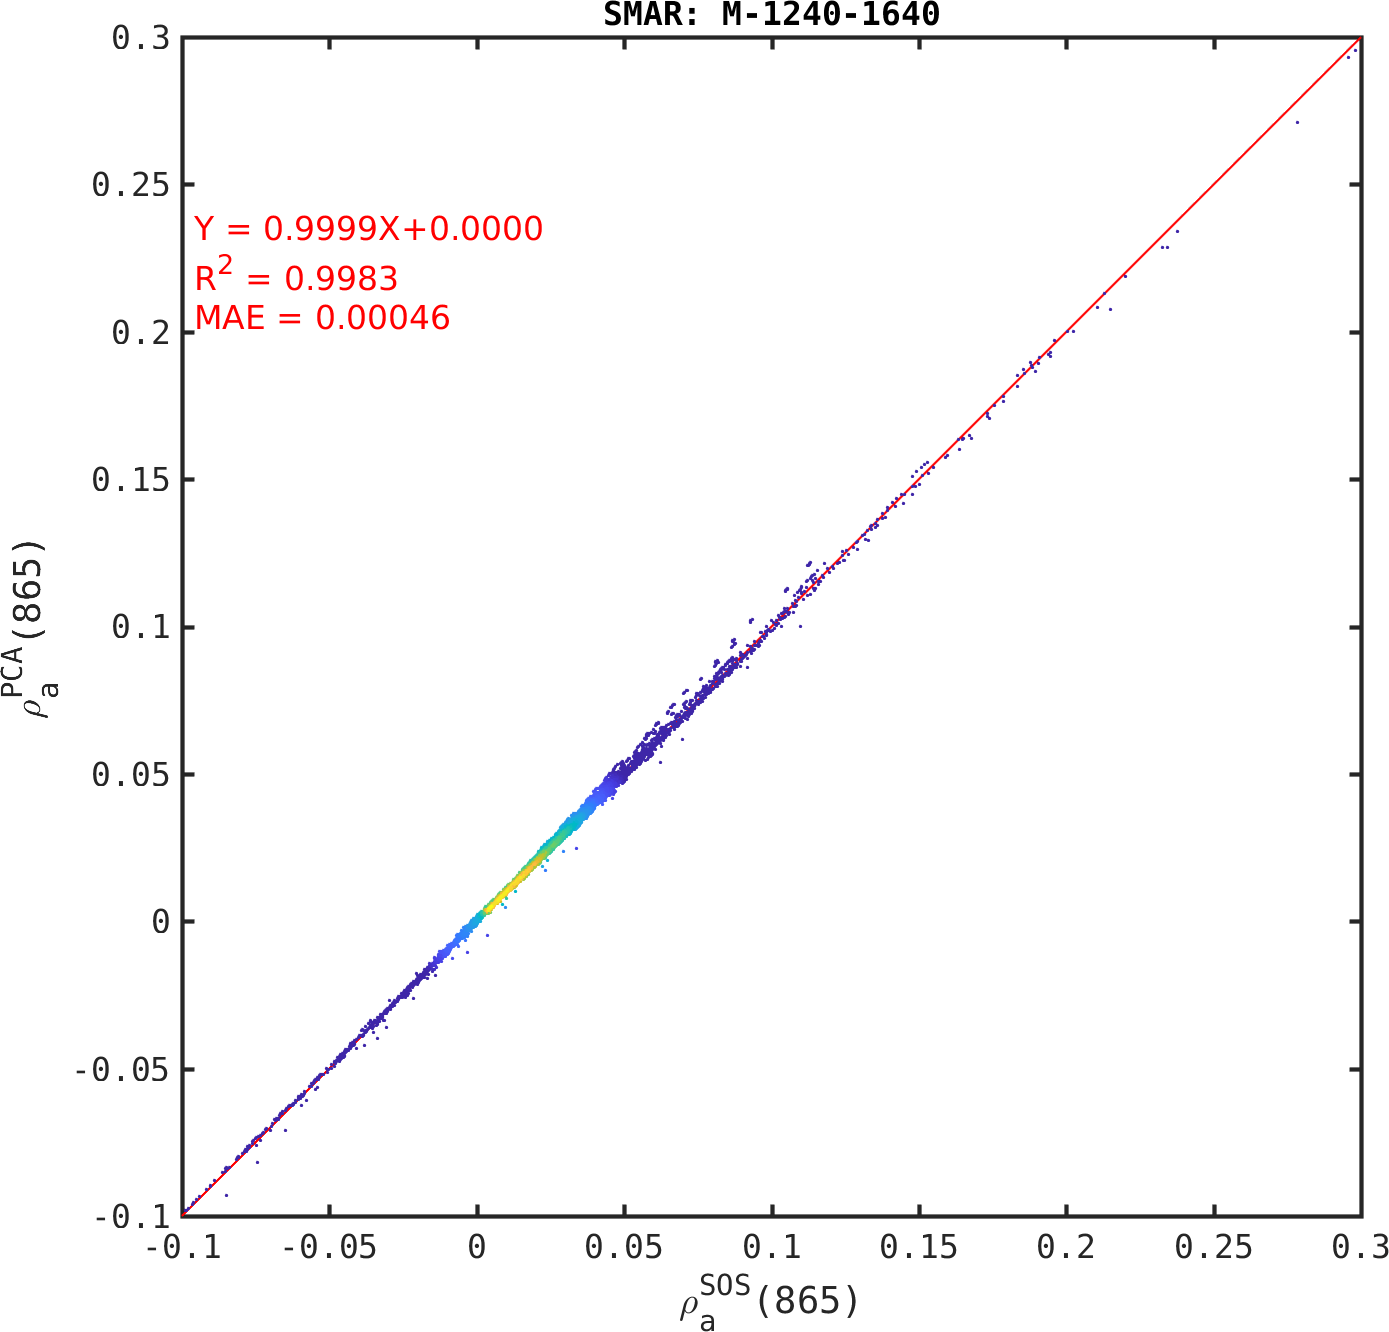 SMAR: M-1240-1640
0.3
0.25
0.2
0.15
0.1
0.05
0
-0.05
-0.1
Y = 0.9999X+0.0000
R² = 0.9983
MAE = 0.00046
ρₐᴾᶜᴬ(865)
-0.1 -0.05 0 0.05 0.1 0.15 0.2 0.25 0.3
ρₐˢᴼˢ(865)